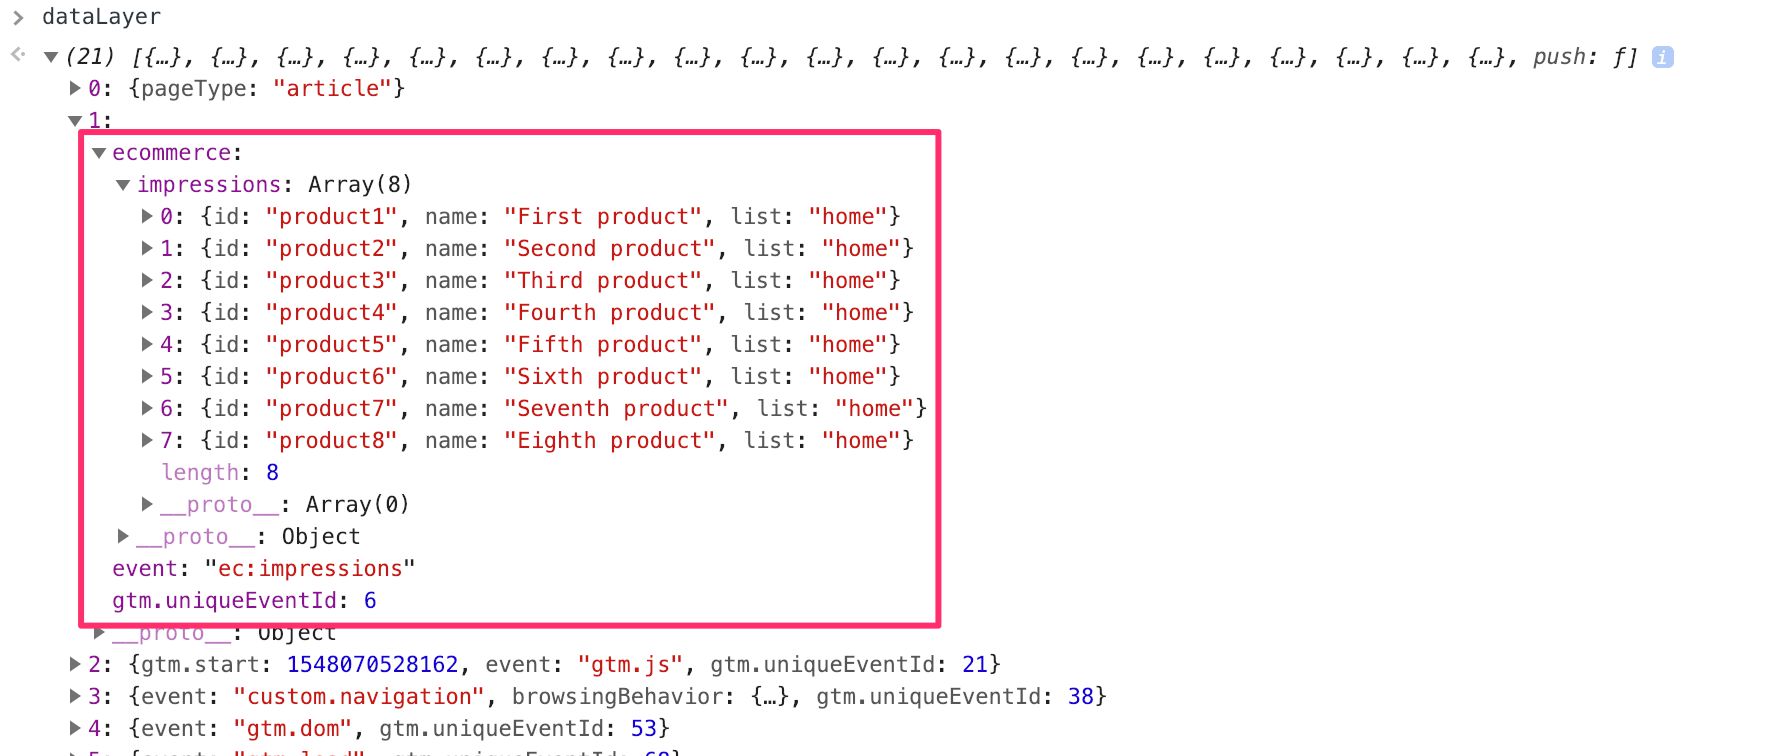 dataLayer
(21) [{…}, {…}, {…}, {…}, {…}, {…}, {…}, {…}, {…}, {…}, {…}, {…}, {…}, {…}, {…}, {…}, {…}, {…}, {…}, {…}, {…}, push: ƒ] i
0: {pageType: "article"}
1:
ecommerce:
impressions: Array(8)
0: {id: "product1", name: "First product", list: "home"}
1: {id: "product2", name: "Second product", list: "home"}
2: {id: "product3", name: "Third product", list: "home"}
3: {id: "product4", name: "Fourth product", list: "home"}
4: {id: "product5", name: "Fifth product", list: "home"}
5: {id: "product6", name: "Sixth product", list: "home"}
6: {id: "product7", name: "Seventh product", list: "home"}
7: {id: "product8", name: "Eighth product", list: "home"}
length: 8
__proto__: Array(0)
__proto__: Object
event: "ec:impressions"
gtm.uniqueEventId: 6
__proto__: Object
2: {gtm.start: 1548070528162, event: "gtm.js", gtm.uniqueEventId: 21}
3: {event: "custom.navigation", browsingBehavior: {…}, gtm.uniqueEventId: 38}
4: {event: "gtm.dom", gtm.uniqueEventId: 53}
5: {event: "gtm.load", gtm.uniqueEventId: